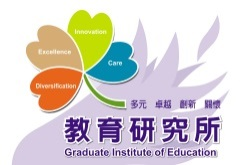 Innovation
Excellence
Care
Diversification
多元 卓越 創新 關懷
教育研究所
Graduate Institute of Education